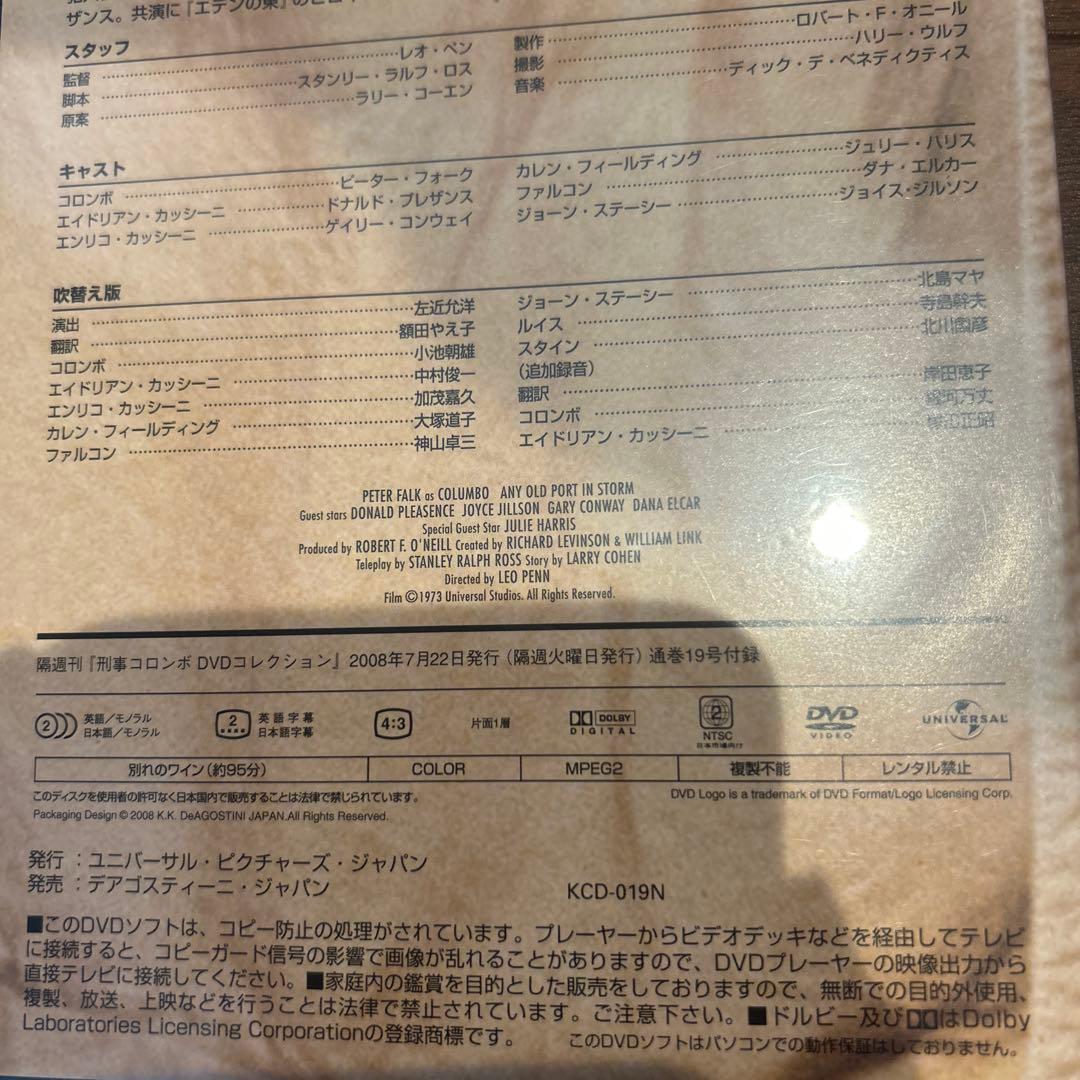 ザンス。共演に『エデンの東』のヒロイ
スタッフ
監督 レオ・ペン
脚本 スタンリー・ラルフ・ロス
原案 ラリー・コーエン
製作 ロバート・F・オニール
撮影 ハリー・ウルフ
音楽 ディック・デ・ベネディクティス
キャスト
コロンボ ピーター・フォーク
エイドリアン・カッシーニ ドナルド・プレザンス
エンリコ・カッシーニ ゲイリー・コンウェイ
カレン・フィールディング ジュリー・ハリス
ファルコン ダナ・エルカー
ジョーン・ステーシー ジョイス・ジルソン
吹替え版
演出 左近允洋
翻訳 額田やえ子
コロンボ 小池朝雄
エイドリアン・カッシーニ 中村俊一
エンリコ・カッシーニ 加茂嘉久
カレン・フィールディング 大塚道子
ファルコン 神山卓三
ジョーン・ステーシー 北島マヤ
ルイス 寺島幹夫
スタイン 北川國彦
(追加録音)
翻訳 岸田恵子
コロンボ 銀河万丈
エイドリアン・カッシーニ
PETER FALK as COLUMBO ANY OLD PORT IN STORM
Guest stars DONALD PLEASENCE JOYCE JILLSON GARY CONWAY DANA ELCAR
Special Guest Star JULIE HARRIS
Produced by ROBERT F. O'NEILL Created by RICHARD LEVINSON & WILLIAM LINK
Teleplay by STANLEY RALPH ROSS Story by LARRY COHEN
Directed by LEO PENN
Film ©1973 Universal Studios. All Rights Reserved.
隔週刊『刑事コロンボ DVDコレクション』2008年7月22日発行(隔週火曜日発行)通巻19号付録
2 英語/モノラル
日本語/モノラル
2 英語字幕
日本語字幕
4:3
片面1層
DOLBY
DIGITAL
2
NTSC
日本市場向け
DVD
VIDEO
UNIVERSAL
別れのワイン(約95分) COLOR MPEG2 複製不能 レンタル禁止
このディスクを使用者の許可なく日本国内で販売することは法律で禁じられています。
DVD Logo is a trademark of DVD Format/Logo Licensing Corp.
Packaging Design © 2008 K.K. DeAGOSTINI JAPAN.All Rights Reserved.
発行 : ユニバーサル・ピクチャーズ・ジャパン
発売 : デアゴスティーニ・ジャパン
KCD-019N
■このDVDソフトは、コピー防止の処理がされています。プレーヤーからビデオデッキなどを経由してテレビ
に接続すると、コピーガード信号の影響で画像が乱れることがありますので、DVDプレーヤーの映像出力から
直接テレビに接続してください。■家庭内の鑑賞を目的とした販売をしておりますので、無断での目的外使用、
複製、放送、上映などを行うことは法律で禁止されています。ご注意下さい。■ドルビー及びDDはDolby
Laboratories Licensing Corporationの登録商標です。
このDVDソフトはパソコンでの動作保証はしておりません。